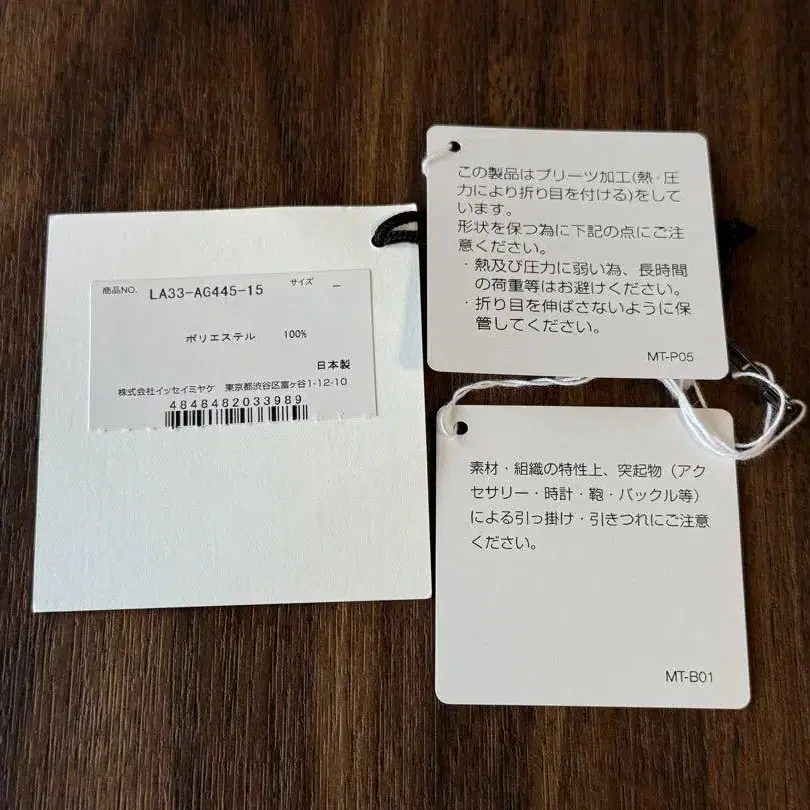 商品NO. LA33-AG445-15 サイズ —
ポリエステル 100%
日本製
株式会社イッセイミヤケ 東京都渋谷区富ヶ谷1-12-10
4848482033989
この製品はプリーツ加工(熱・圧
力により折り目を付ける)をして
います。
形状を保つ為に下記の点にご注
意ください。
・熱及び圧力に弱い為、長時間
の荷重等はお避けください。
・折り目を伸ばさないように保
管してください。
MT-P05
素材・組織の特性上、突起物（アク
セサリー・時計・鞄・バックル等）
による引っ掛け・引きつれにご注意
ください。
MT-B01